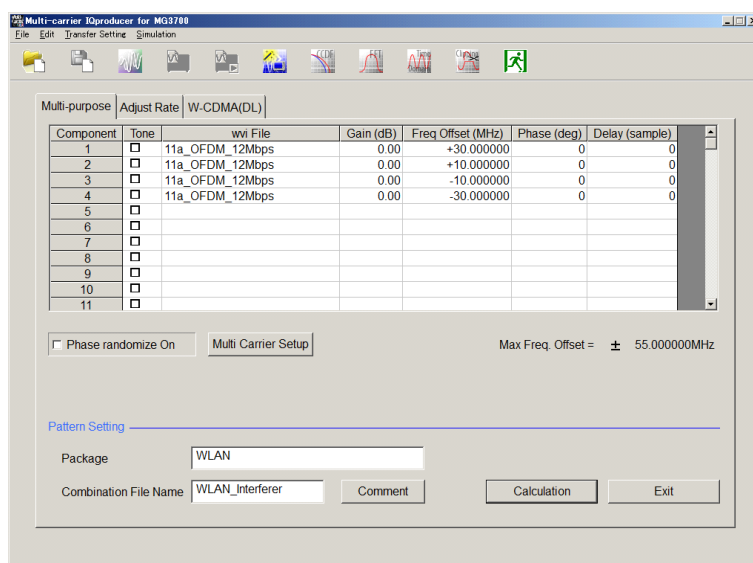 Multi-carrier IQproducer for MG3700
File Edit Transfer Setting Simulation
CCDF FFT
Multi-purpose Adjust Rate W-CDMA(DL)
Component Tone wvi File Gain (dB) Freq Offset (MHz) Phase (deg) Delay (sample)
1 11a_OFDM_12Mbps 0.00 +30.000000 0 0
2 11a_OFDM_12Mbps 0.00 +10.000000 0 0
3 11a_OFDM_12Mbps 0.00 -10.000000 0 0
4 11a_OFDM_12Mbps 0.00 -30.000000 0 0
5
6
7
8
9
10
11
Phase randomize On Multi Carrier Setup Max Freq. Offset = ± 55.000000MHz
Pattern Setting
Package WLAN
Combination File Name WLAN_Interferer Comment Calculation Exit